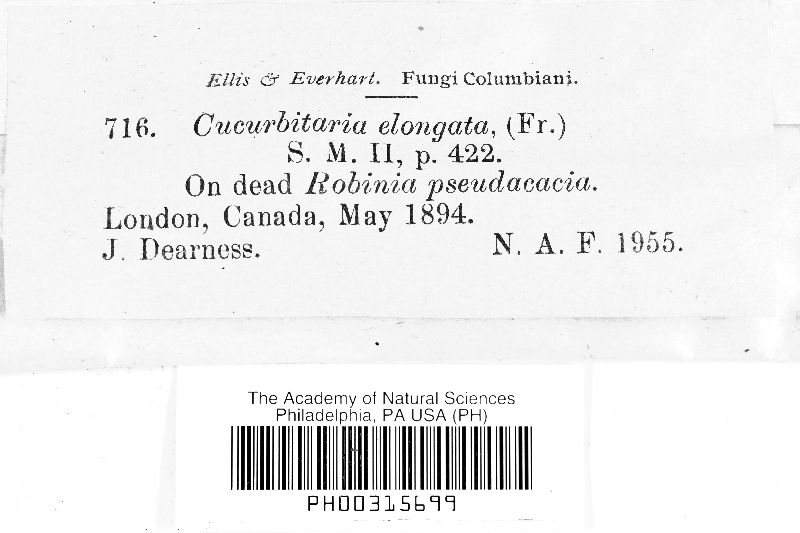 Ellis & Everhart. Fungi Columbiani.
716. Cucurbitaria elongata, (Fr.)
S. M. II, p. 422.
On dead Robinia pseudacacia.
London, Canada, May 1894.
J. Dearness. N. A. F. 1955.
The Academy of Natural Sciences
Philadelphia, PA USA (PH)
PH00315699